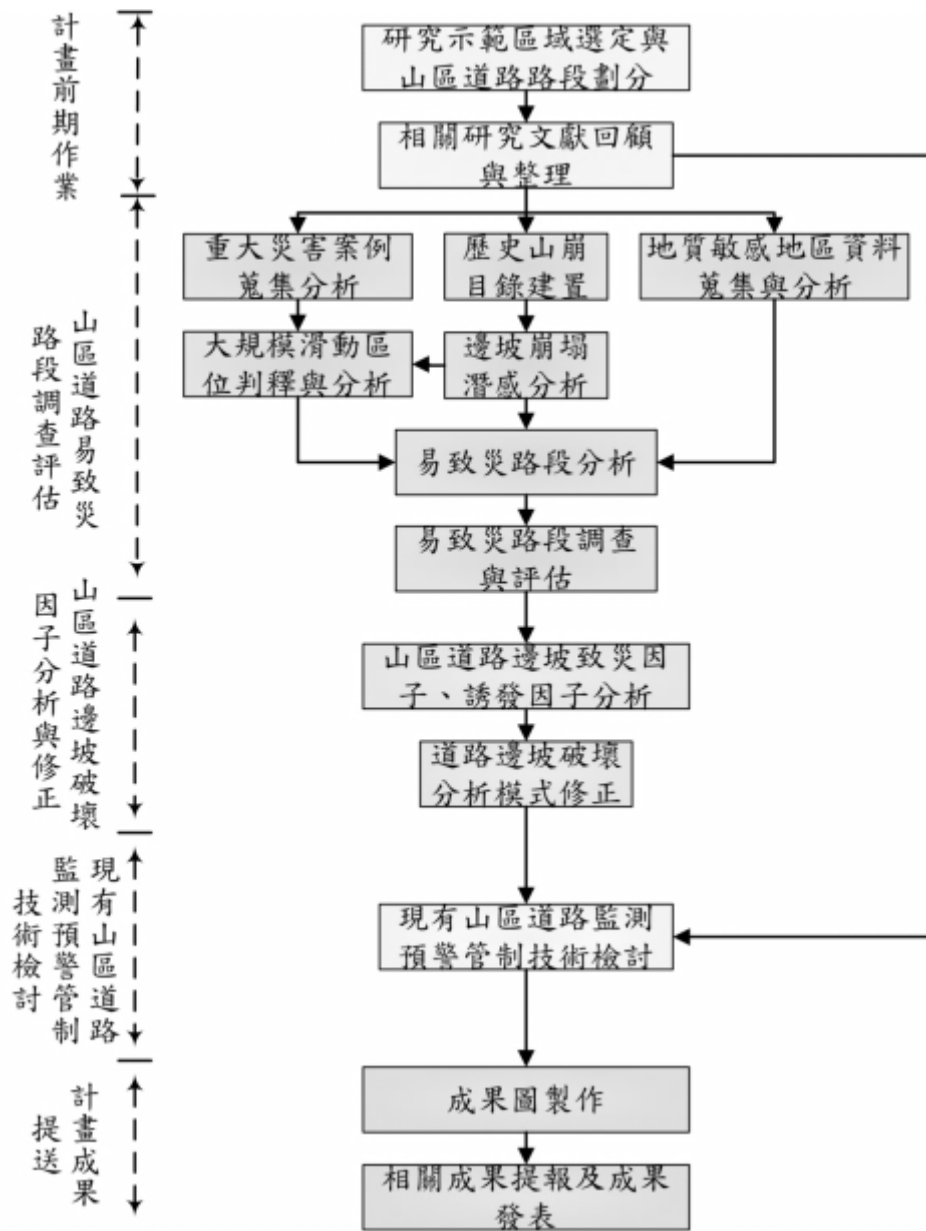 計畫前期作業
研究示範區域選定與
山區道路路段劃分
相關研究文獻回顧
與整理
山區道路易致災
路段調查評估
重大災害案例
蒐集分析
歷史山崩
目錄建置
地質敏感地區資料
蒐集與分析
大規模滑動區
位判釋與分析
邊坡崩塌
潛感分析
易致災路段分析
易致災路段調查
與評估
山區道路邊坡破壞
因子分析與修正
山區道路邊坡致災因
子、誘發因子分析
道路邊坡破壞
分析模式修正
現有山區道路
監測預警管制
技術檢討
現有山區道路監測
預警管制技術檢討
計畫成果
提送
成果圖製作
相關成果提報及成果
發表